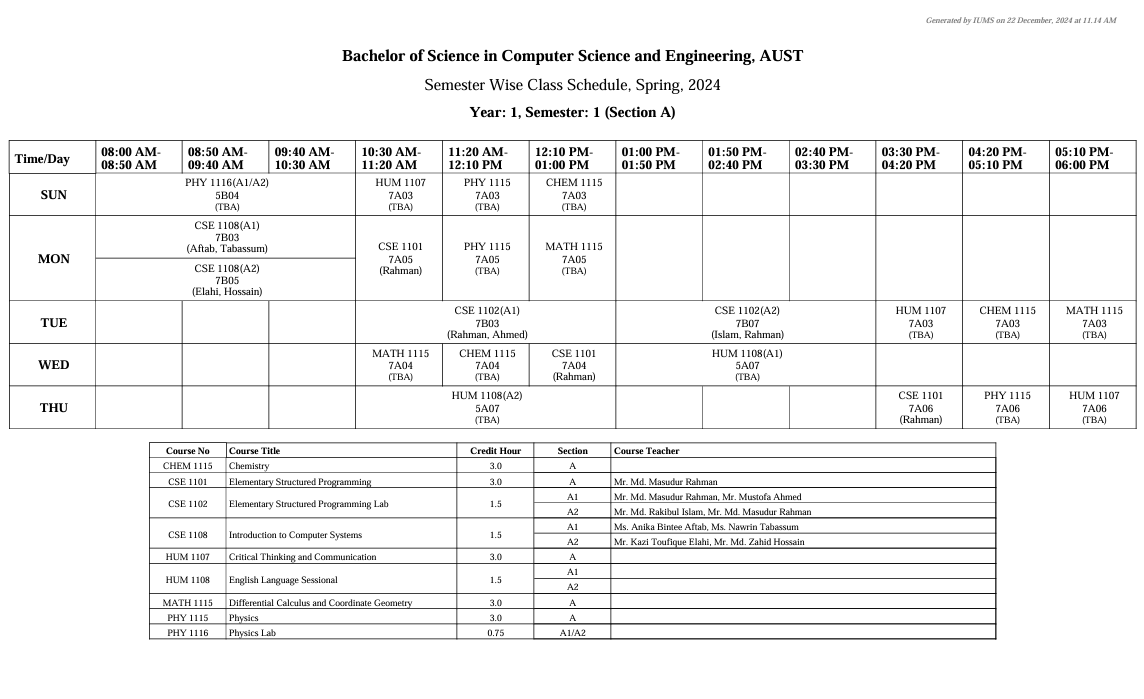 Generated by IUMS on 22 December, 2024 at 11.14 AM
Bachelor of Science in Computer Science and Engineering, AUST
Semester Wise Class Schedule, Spring, 2024
Year: 1, Semester: 1 (Section A)
Time/Day
08:00 AM-
08:50 AM
08:50 AM-
09:40 AM
09:40 AM-
10:30 AM
10:30 AM-
11:20 AM
11:20 AM-
12:10 PM
12:10 PM-
01:00 PM
01:00 PM-
01:50 PM
01:50 PM-
02:40 PM
02:40 PM-
03:30 PM
03:30 PM-
04:20 PM
04:20 PM-
05:10 PM
05:10 PM-
06:00 PM
SUN
PHY 1116(A1/A2)
5B04
(TBA)
HUM 1107
7A03
(TBA)
PHY 1115
7A03
(TBA)
CHEM 1115
7A03
(TBA)
MON
CSE 1108(A1)
7B03
(Aftab, Tabassum)
CSE 1108(A2)
7B05
(Elahi, Hossain)
CSE 1101
7A05
(Rahman)
PHY 1115
7A05
(TBA)
MATH 1115
7A05
(TBA)
TUE
CSE 1102(A1)
7B03
(Rahman, Ahmed)
CSE 1102(A2)
7B07
(Islam, Rahman)
HUM 1107
7A03
(TBA)
CHEM 1115
7A03
(TBA)
MATH 1115
7A03
(TBA)
WED
MATH 1115
7A04
(TBA)
CHEM 1115
7A04
(TBA)
CSE 1101
7A04
(Rahman)
HUM 1108(A1)
5A07
(TBA)
THU
HUM 1108(A2)
5A07
(TBA)
CSE 1101
7A06
(Rahman)
PHY 1115
7A06
(TBA)
HUM 1107
7A06
(TBA)
Course No Course Title Credit Hour Section Course Teacher
CHEM 1115 Chemistry 3.0 A
CSE 1101 Elementary Structured Programming 3.0 A Mr. Md. Masudur Rahman
CSE 1102 Elementary Structured Programming Lab 1.5 A1 Mr. Md. Masudur Rahman, Mr. Mustofa Ahmed
A2 Mr. Md. Rakibul Islam, Mr. Md. Masudur Rahman
CSE 1108 Introduction to Computer Systems 1.5 A1 Ms. Anika Bintee Aftab, Ms. Nawrin Tabassum
A2 Mr. Kazi Toufique Elahi, Mr. Md. Zahid Hossain
HUM 1107 Critical Thinking and Communication 3.0 A
HUM 1108 English Language Sessional 1.5 A1
A2
MATH 1115 Differential Calculus and Coordinate Geometry 3.0 A
PHY 1115 Physics 3.0 A
PHY 1116 Physics Lab 0.75 A1/A2